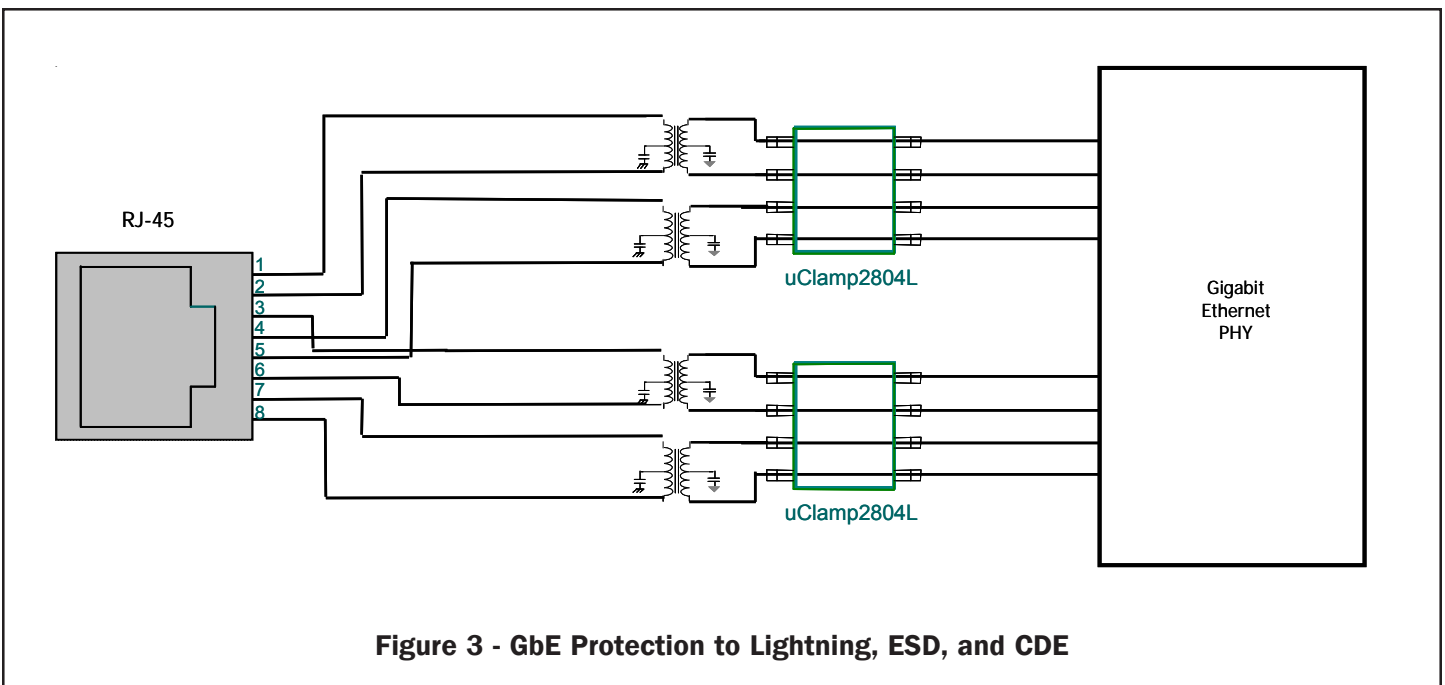 RJ-45
1
2
3
4
5
6
7
8
uClamp2804L
uClamp2804L
Gigabit
Ethernet
PHY
Figure 3 - GbE Protection to Lightning, ESD, and CDE